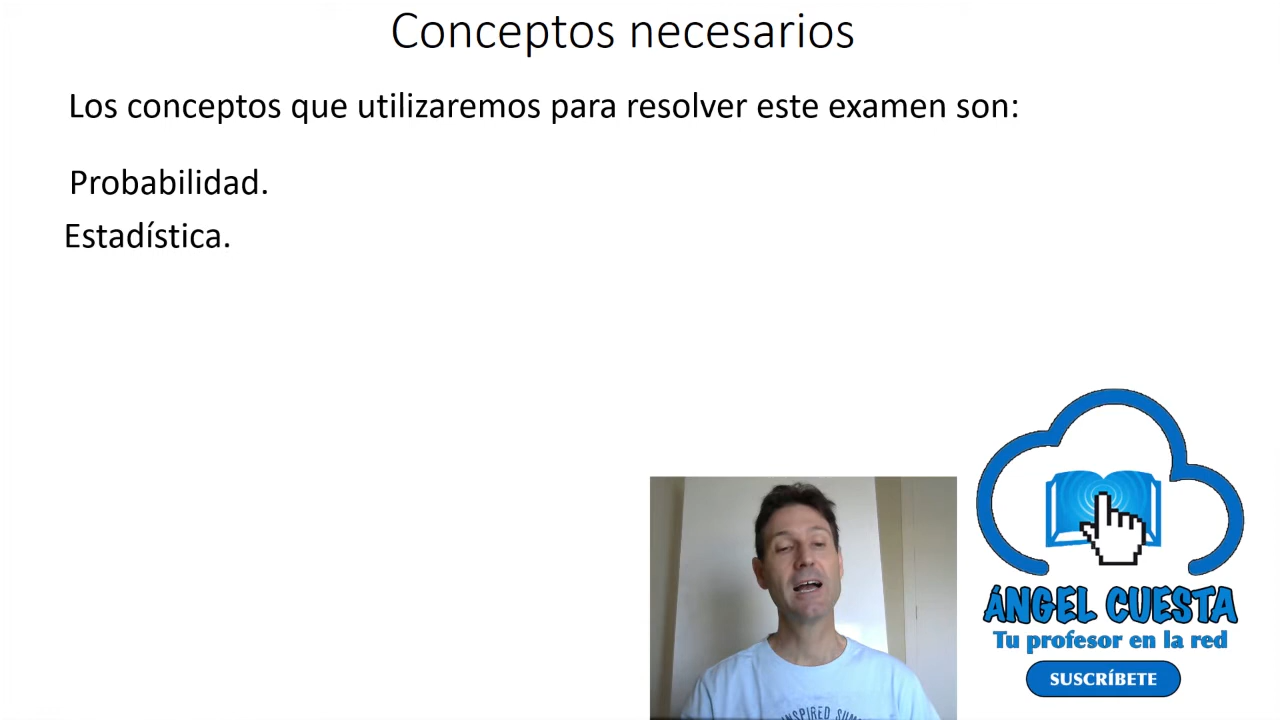 Conceptos necesarios
Los conceptos que utilizaremos para resolver este examen son:
Probabilidad.
Estadística.
ÁNGEL CUESTA
Tu profesor en la red
SUSCRÍBETE
INSPIRED